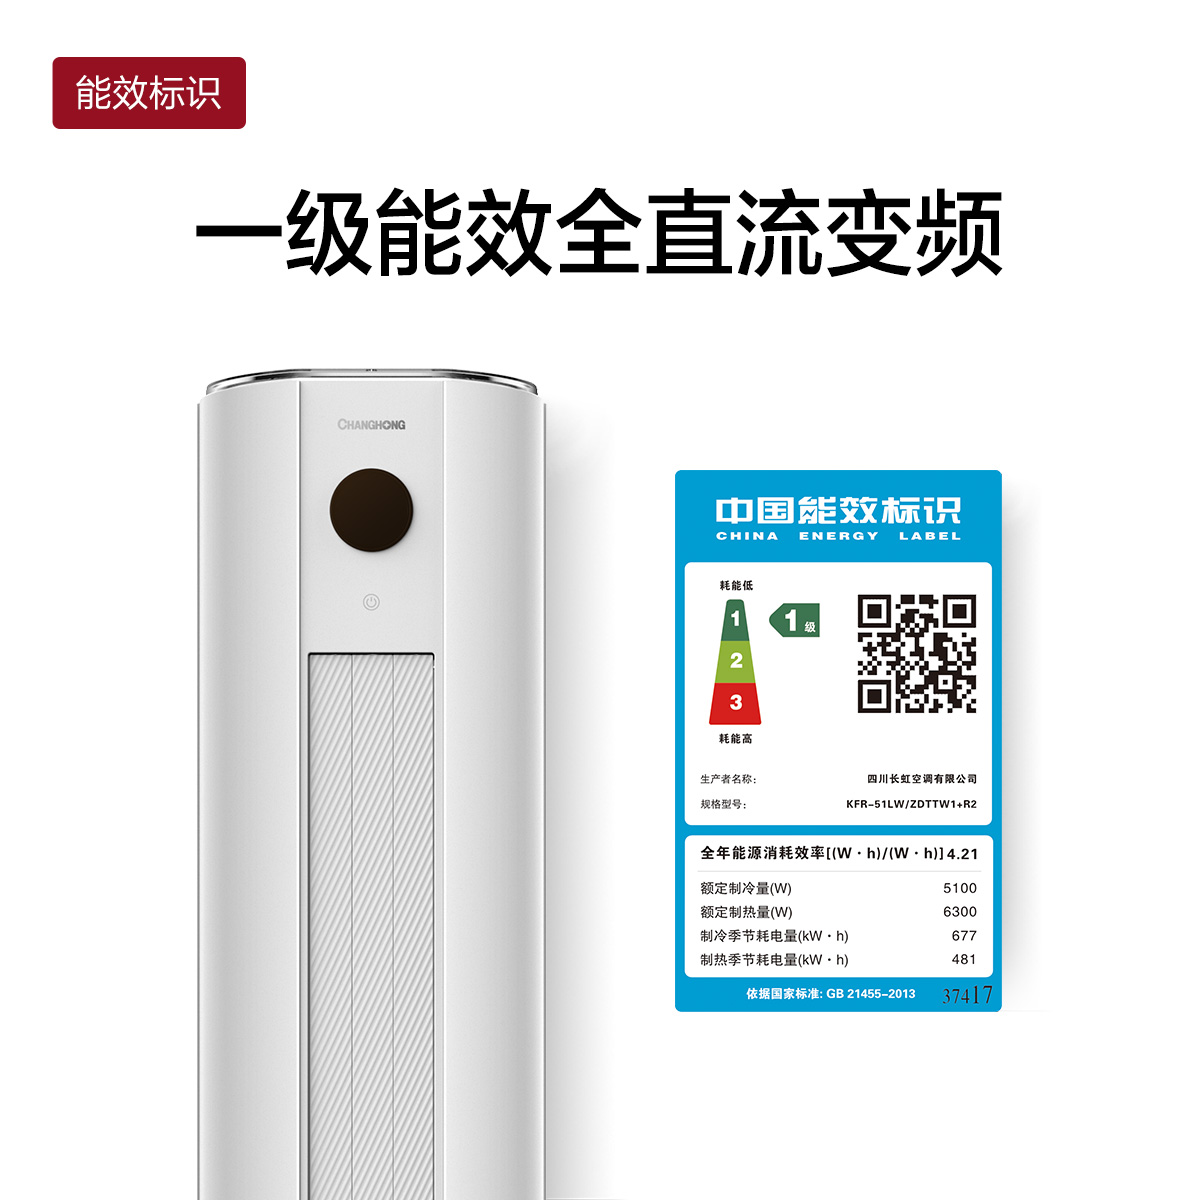 能效标识
一级能效全直流变频
CHANGHONG
中国能效标识
CHINA ENERGY LABEL
耗能低
1
1级
2
3
耗能高
生产者名称: 四川长虹空调有限公司
规格型号: KFR-51LW/ZDTTW1+R2
全年能源消耗效率[(W·h)/(W·h)] 4.21
额定制冷量(W) 5100
额定制热量(W) 6300
制冷季节耗电量(kW·h) 677
制热季节耗电量(kW·h) 481
依据国家标准: GB 21455-2013 37417